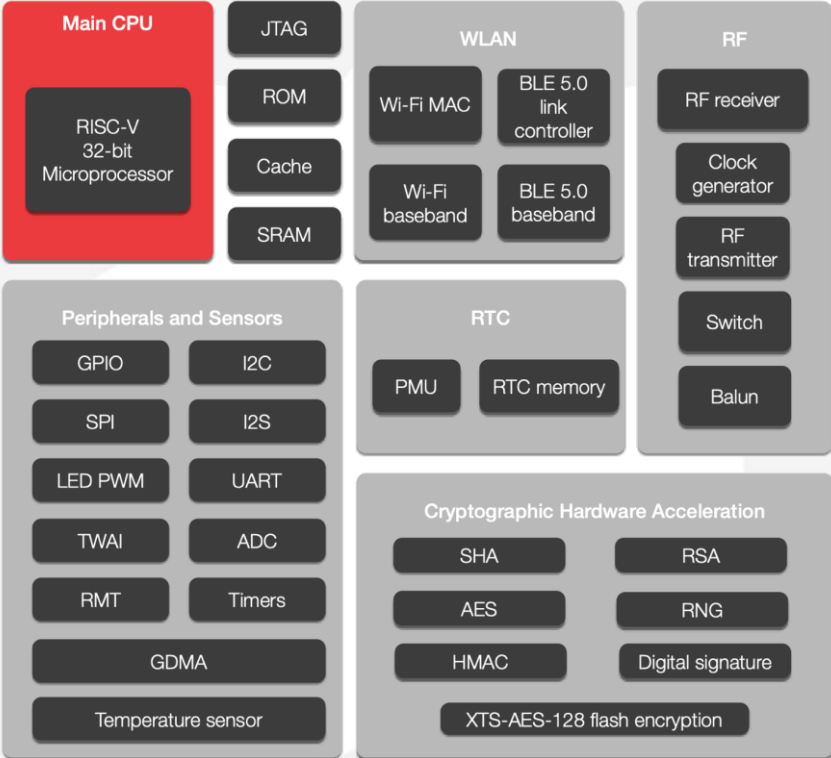 Main CPU
RISC-V
32-bit
Microprocessor
JTAG
ROM
Cache
SRAM
WLAN
Wi-Fi MAC
BLE 5.0
link
controller
Wi-Fi
baseband
BLE 5.0
baseband
RF
RF receiver
Clock
generator
RF
transmitter
Switch
Balun
Peripherals and Sensors
GPIO
I2C
SPI
I2S
LED PWM
UART
TWAI
ADC
RMT
Timers
GDMA
Temperature sensor
RTC
PMU
RTC memory
Cryptographic Hardware Acceleration
SHA
RSA
AES
RNG
HMAC
Digital signature
XTS-AES-128 flash encryption